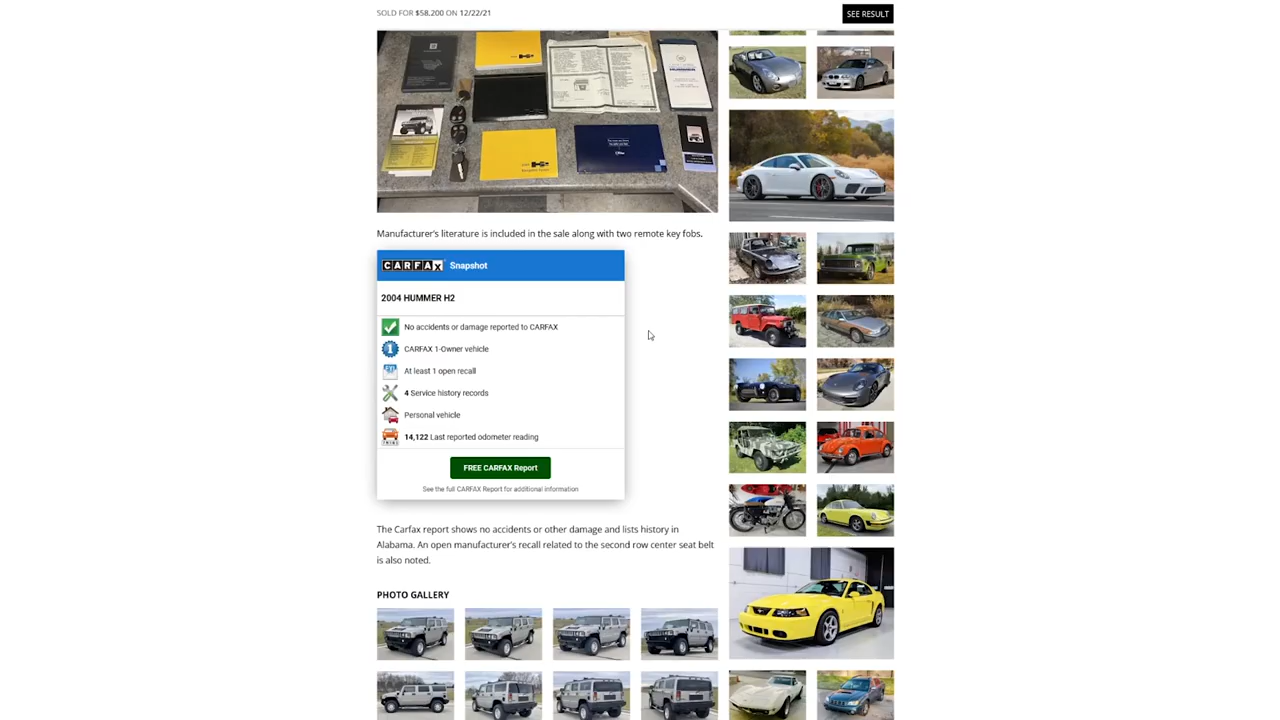 SOLD FOR $58,200 ON 12/22/21
SEE RESULT
Manufacturer's literature is included in the sale along with two remote key fobs.
CARFAX Snapshot
2004 HUMMER H2
No accidents or damage reported to CARFAX
CARFAX 1-Owner vehicle
At least 1 open recall
4 Service history records
Personal vehicle
14,122 Last reported odometer reading
FREE CARFAX Report
See the full CARFAX Report for additional information
The Carfax report shows no accidents or other damage and lists history in
Alabama. An open manufacturer's recall related to the second row center seat belt
is also noted.
PHOTO GALLERY